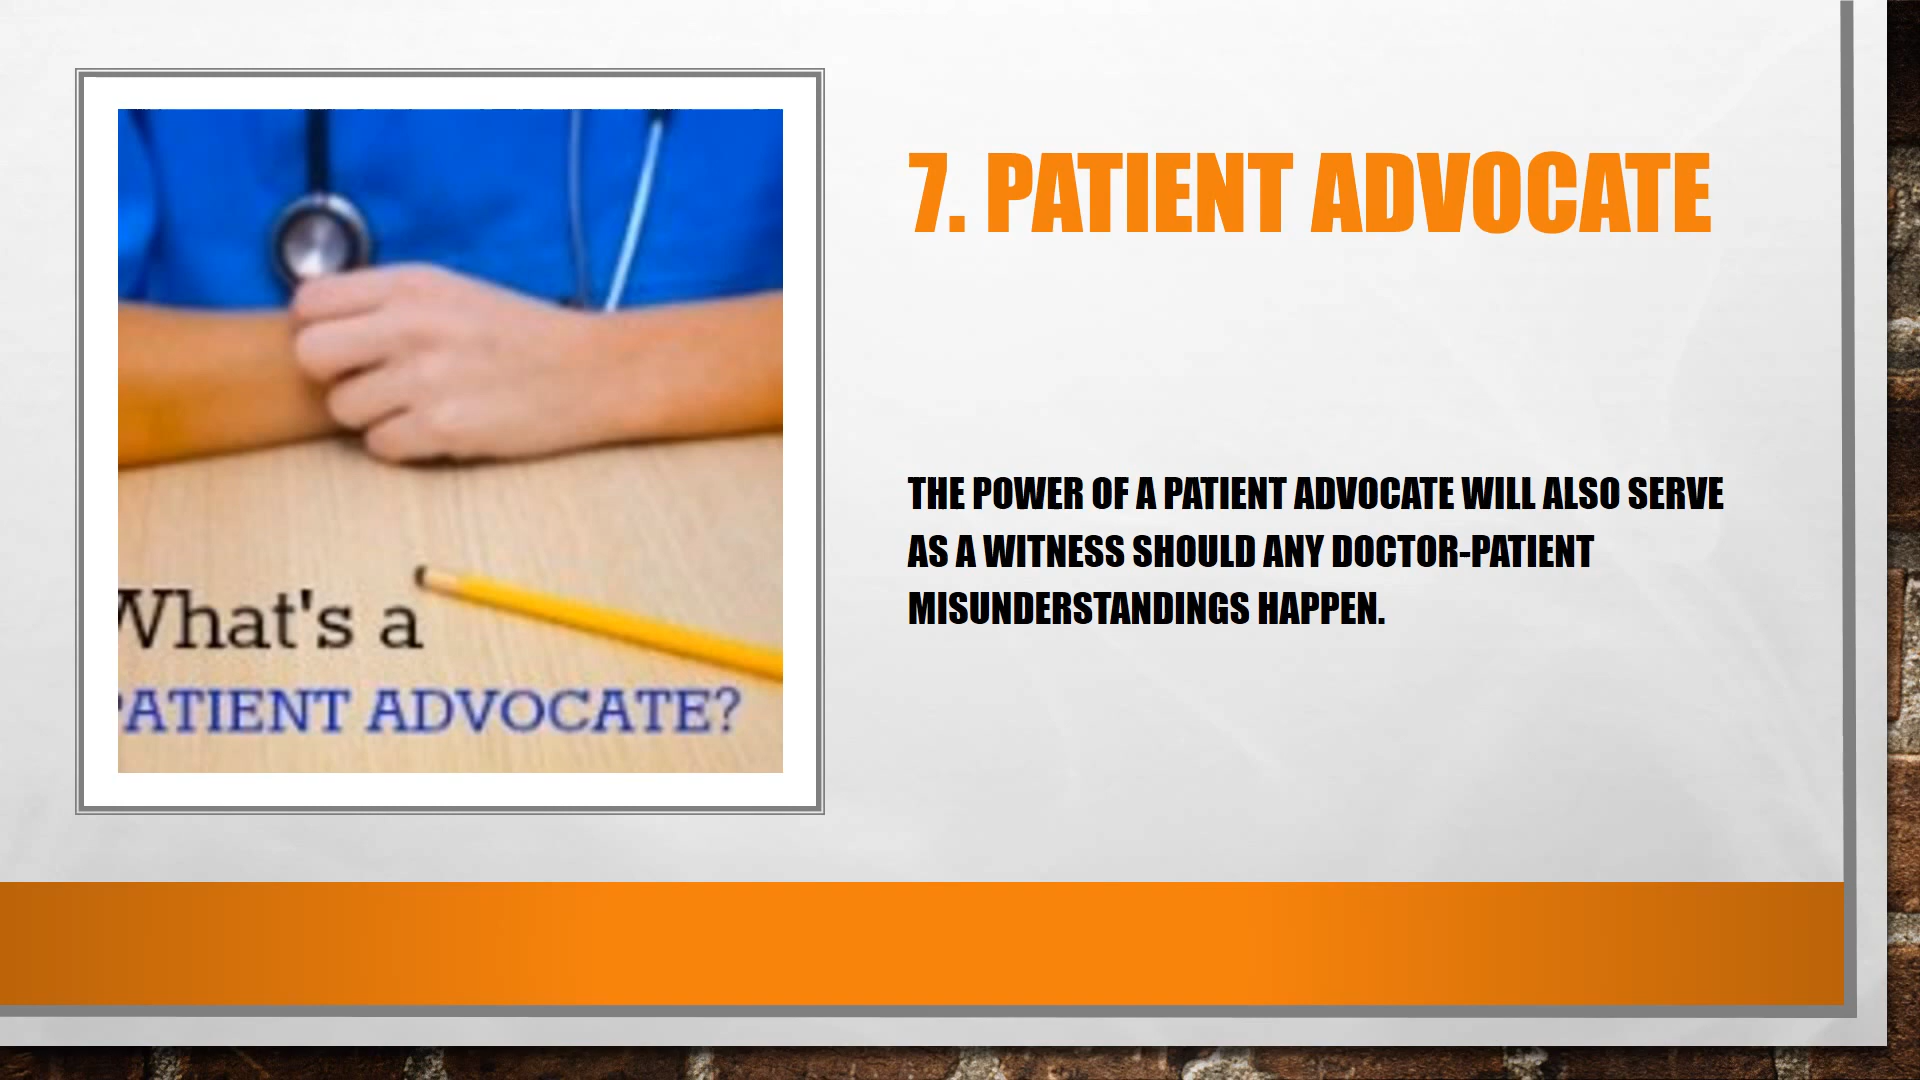 7. PATIENT ADVOCATE
THE POWER OF A PATIENT ADVOCATE WILL ALSO SERVE
AS A WITNESS SHOULD ANY DOCTOR-PATIENT
MISUNDERSTANDINGS HAPPEN.
What's a
PATIENT ADVOCATE?